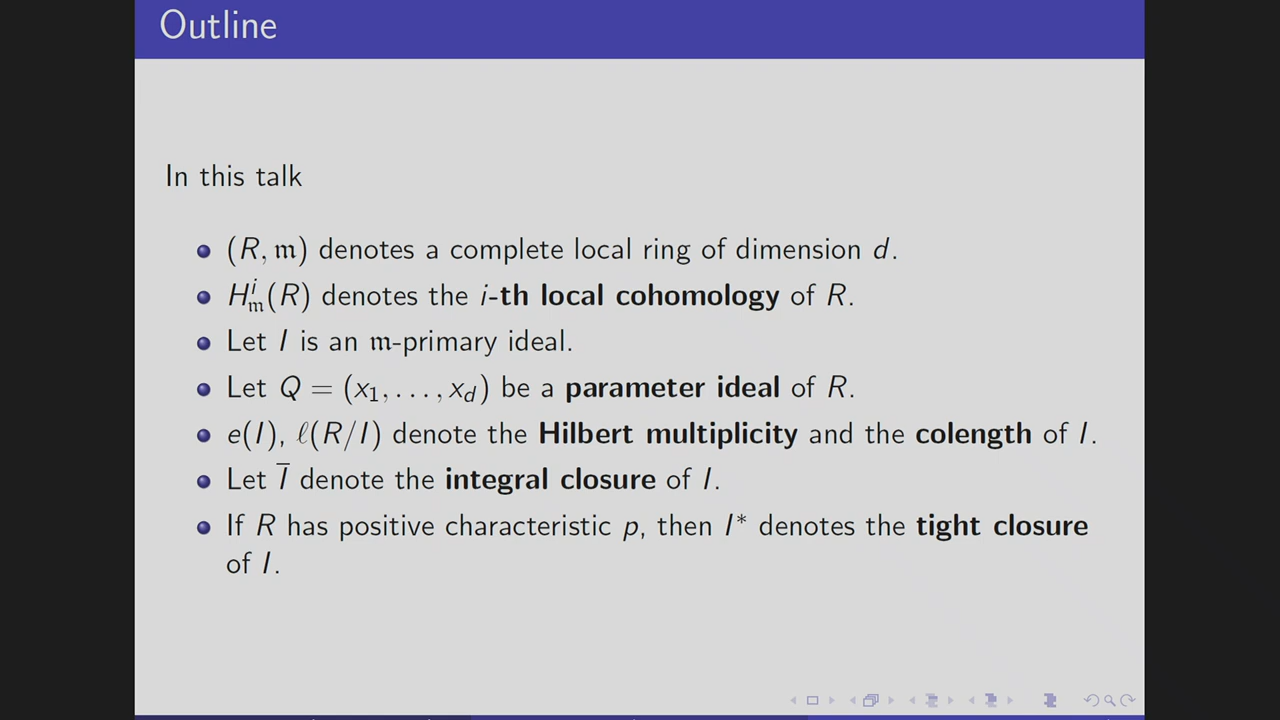 Outline
In this talk
(R, 𝔪) denotes a complete local ring of dimension d.
H^i_𝔪(R) denotes the i-th local cohomology of R.
Let I is an 𝔪-primary ideal.
Let Q = (x₁, . . . , x_d) be a parameter ideal of R.
e(I), ℓ(R/I) denote the Hilbert multiplicity and the colength of I.
Let I̅ denote the integral closure of I.
If R has positive characteristic p, then I* denotes the tight closure
of I.